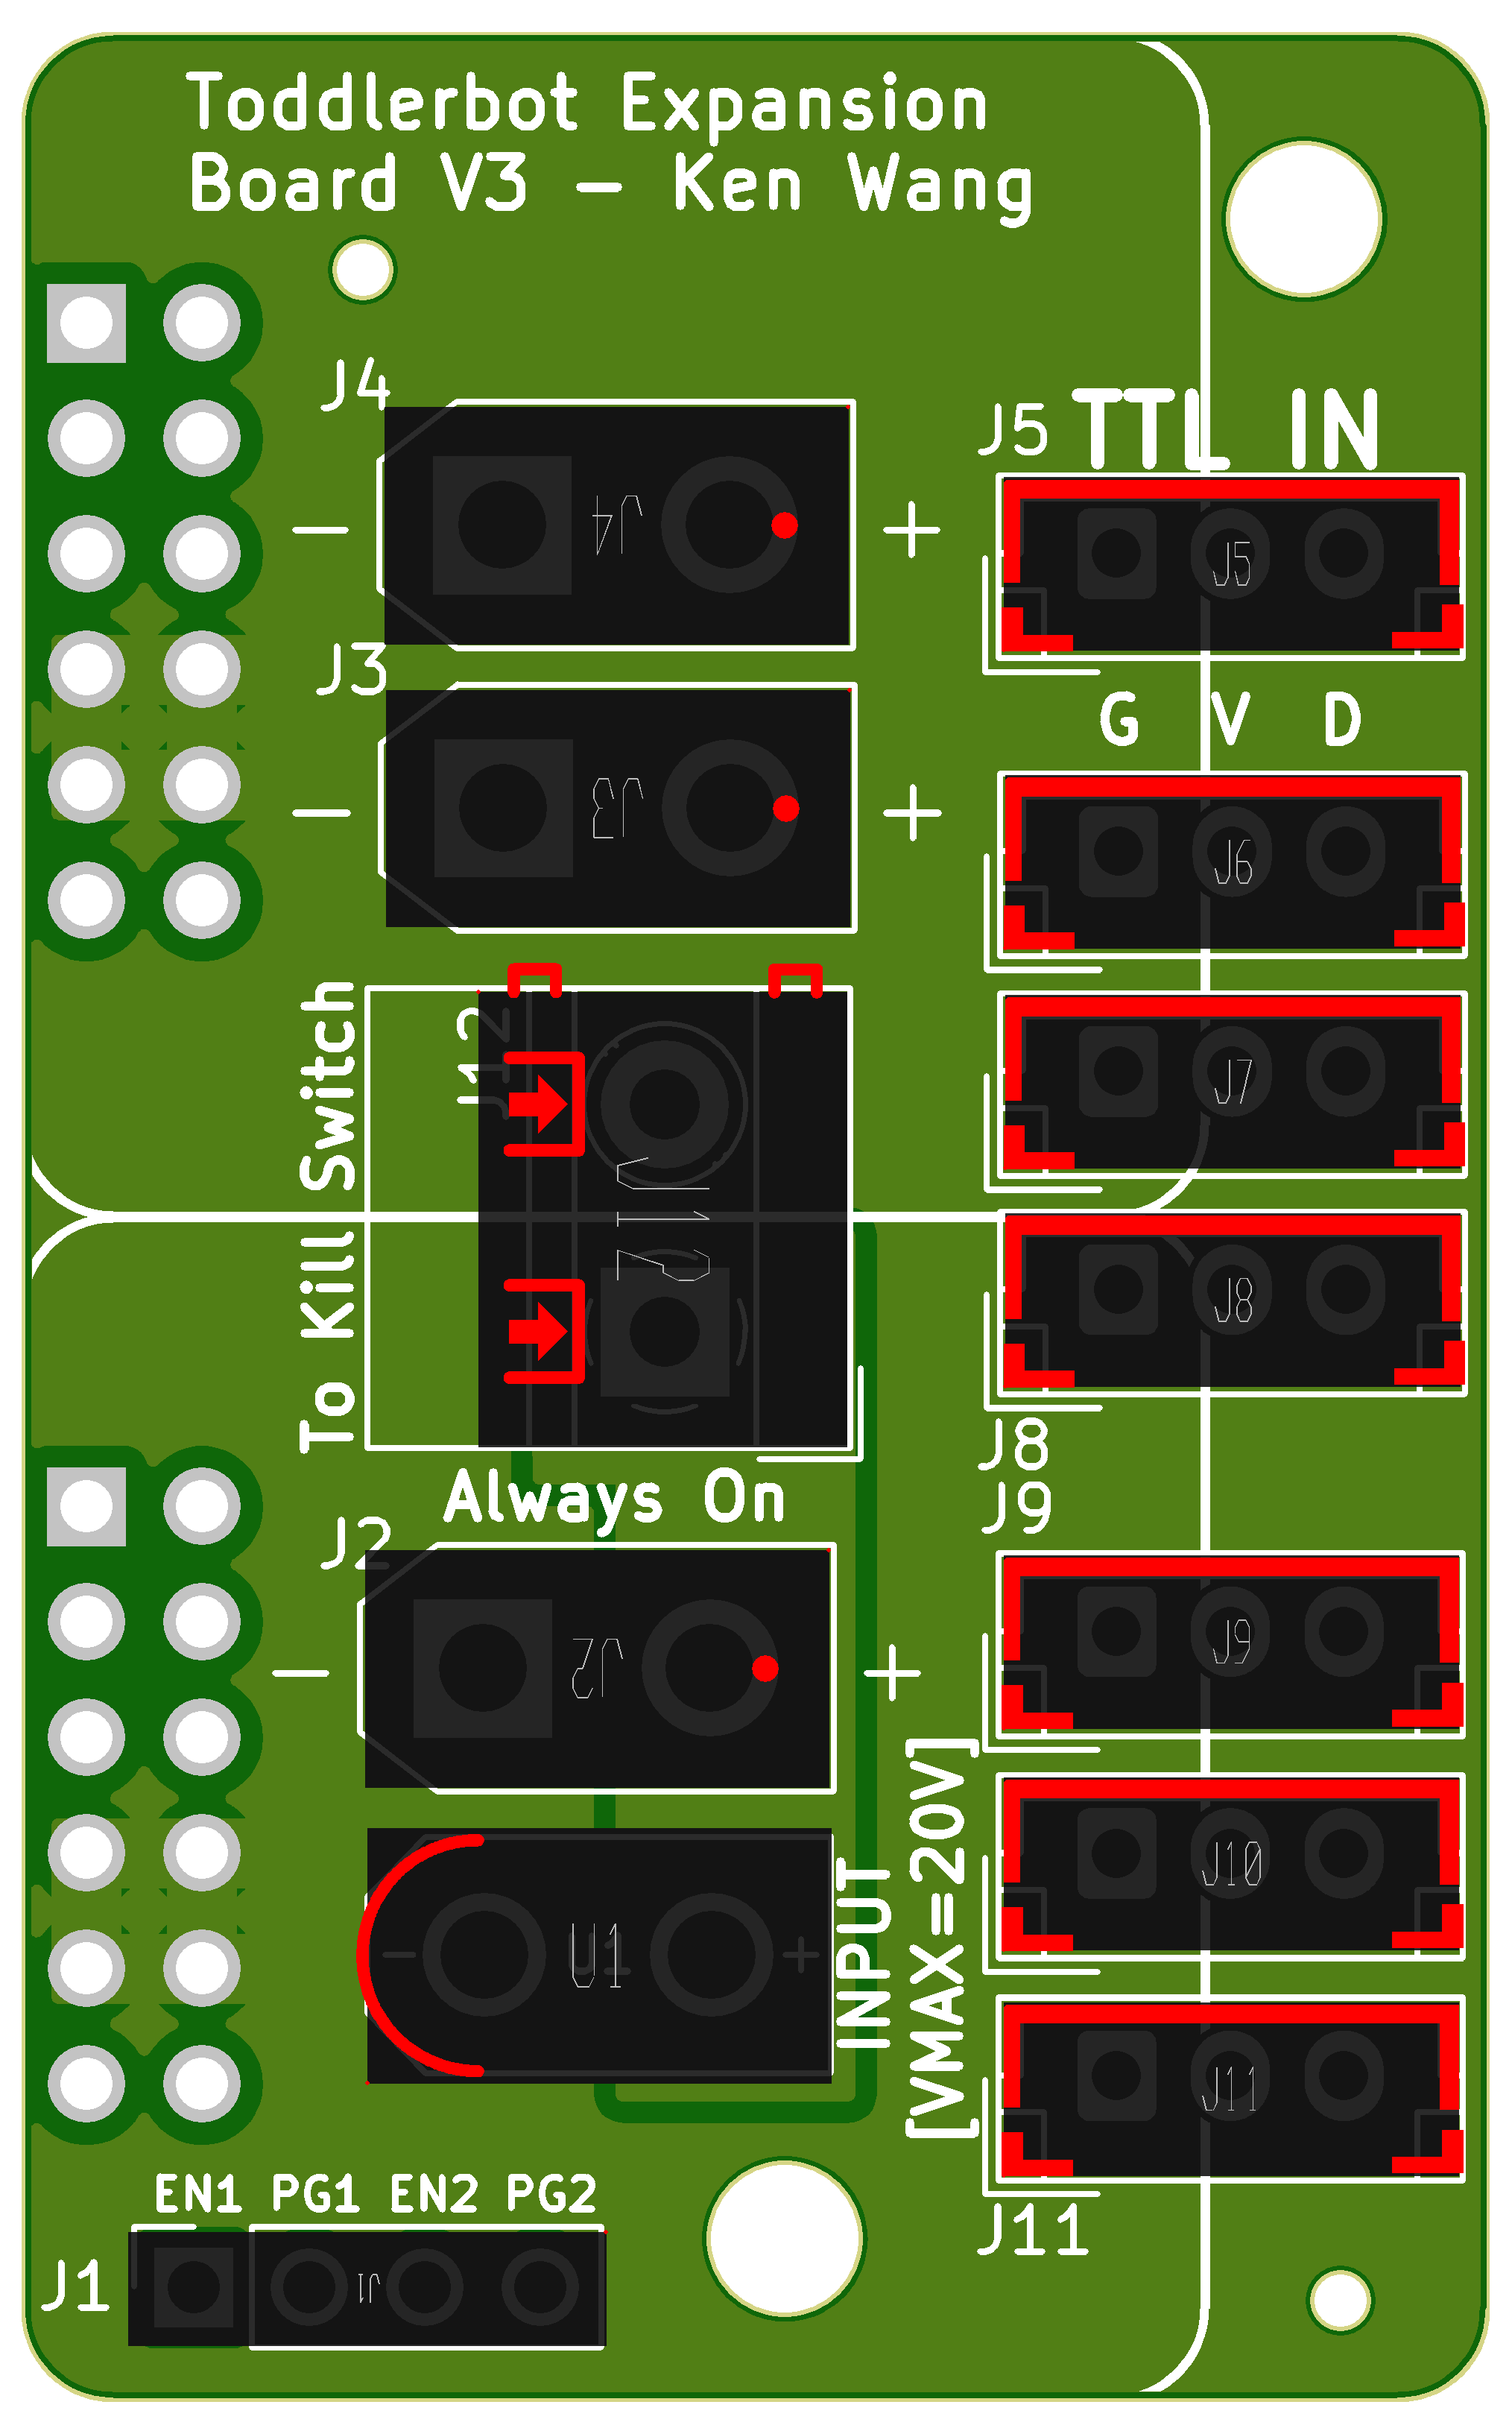 Toddlerbot Expansion
Board V3 - Ken Wang
J4
J5 TTL IN
- J4 +
J5
J3
G V D
- J3 +
J6
To Kill Switch
J12
J12
J7
J8
J8
Always On
J9
J2
- J2 +
J9
INPUT
[VMAX=20V]
J10
- U1 +
U1
J11
EN1 PG1 EN2 PG2
J11
J1
J1